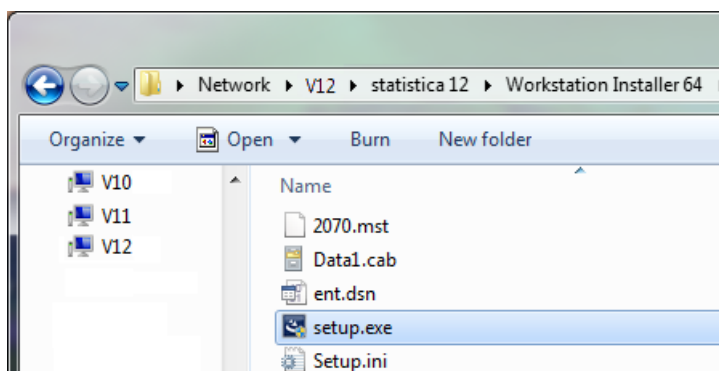 Network V12 statistica 12 Workstation Installer 64
Organize Open Burn New folder
V10
V11
V12
Name
2070.mst
Data1.cab
ent.dsn
setup.exe
Setup.ini